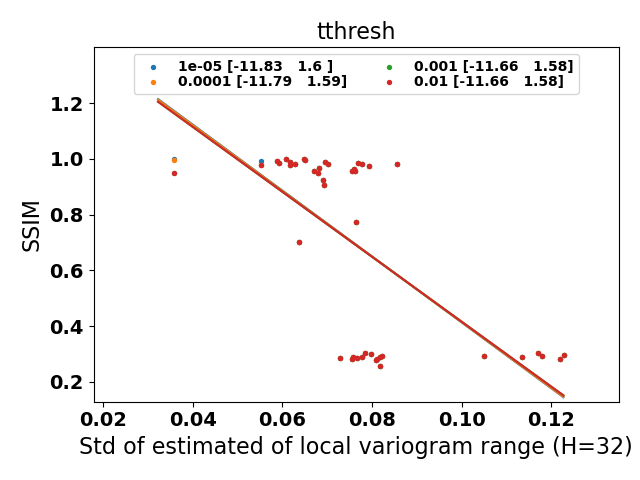 tthresh
1e-05 [-11.83   1.6 ]
0.0001 [-11.79   1.59]
0.001 [-11.66   1.58]
0.01 [-11.66   1.58]
SSIM
1.2
1.0
0.8
0.6
0.4
0.2
0.02 0.04 0.06 0.08 0.10 0.12
Std of estimated of local variogram range (H=32)